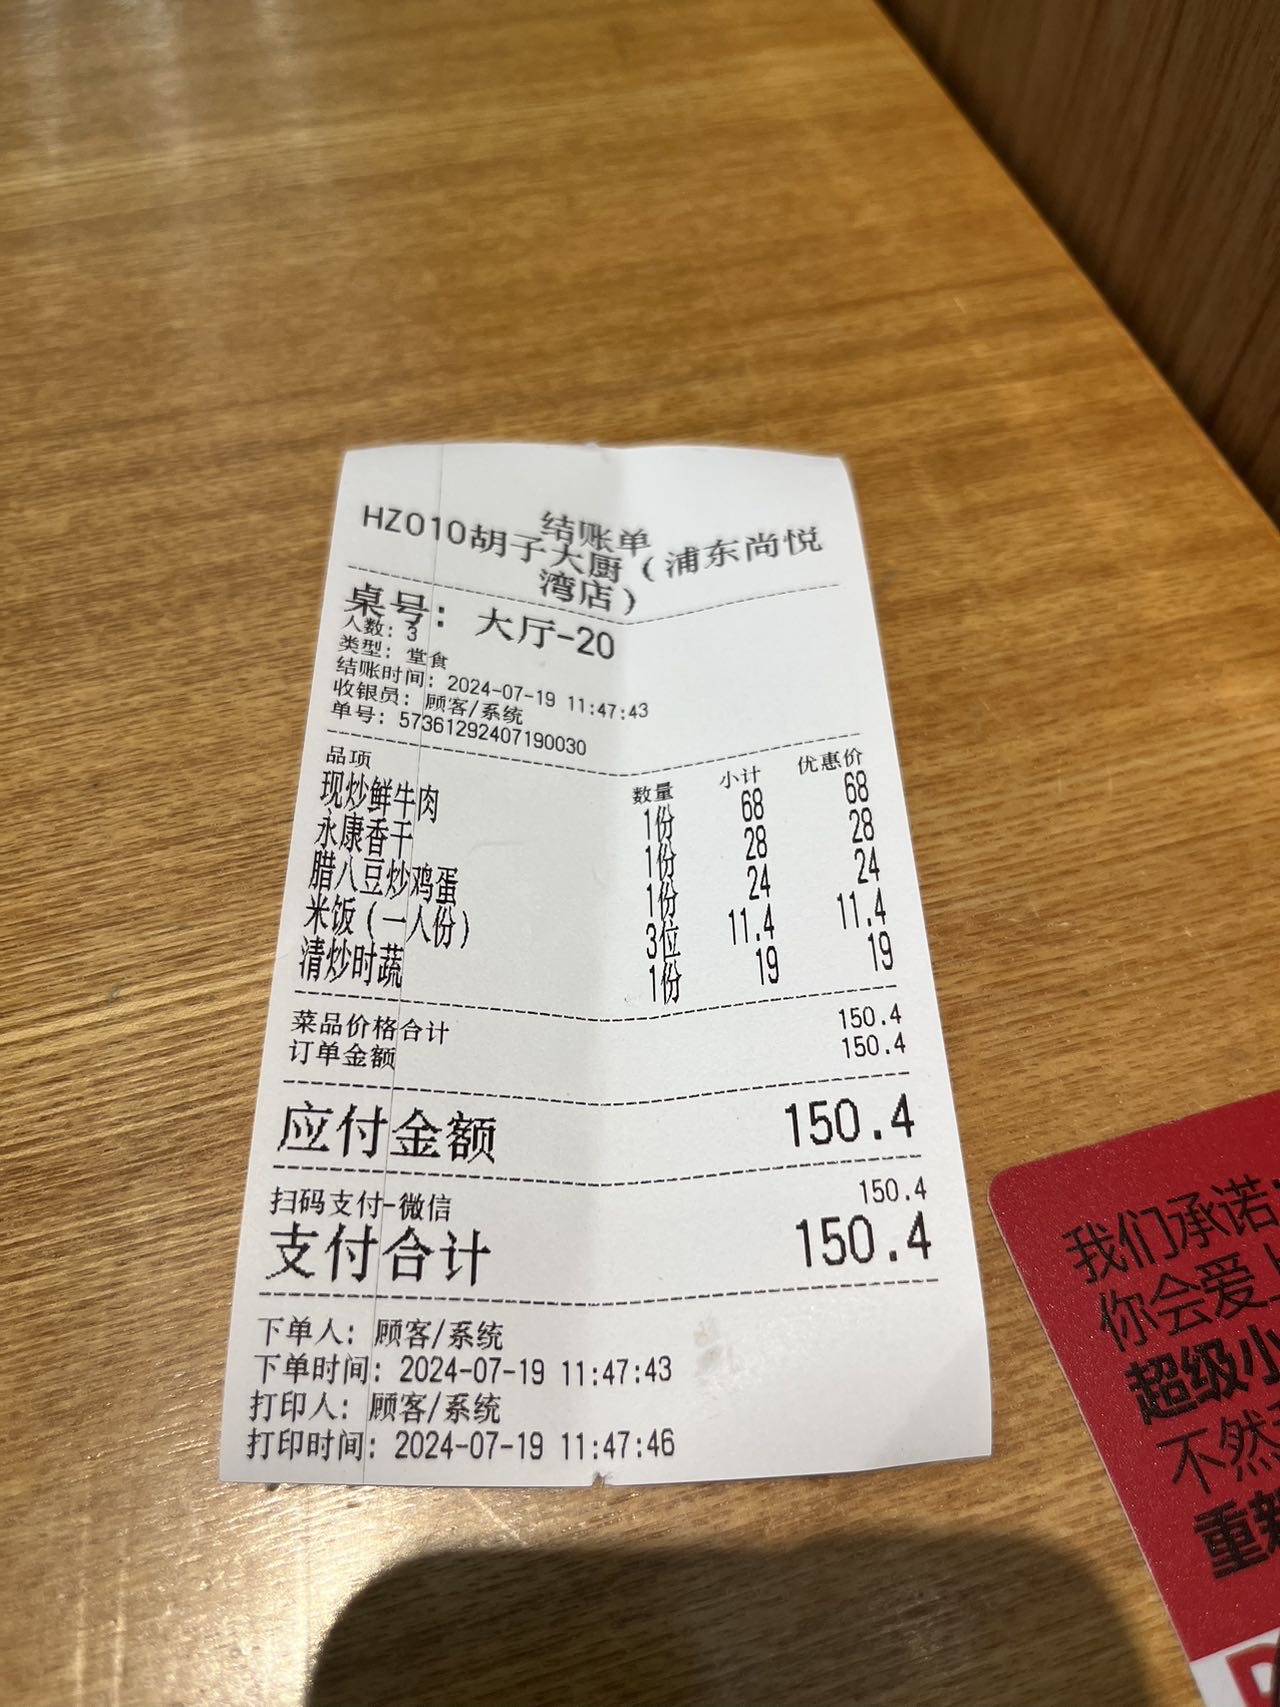 结账单
HZ010胡子大厨（浦东尚悦
湾店）
桌号： 大厅-20
人数: 3
类型: 堂食
结账时间: 2024-07-19 11:47:43
收银员: 顾客/系统
单号: 57361292407190030
品项 数量 小计 优惠价
现炒鲜牛肉 1份 68 68
永康香干 1份 28 28
腊八豆炒鸡蛋 1份 24 24
米饭（一人份） 3位 11.4 11.4
清炒时蔬 1份 19 19
菜品价格合计 150.4
订单金额 150.4
应付金额 150.4
扫码支付-微信 150.4
支付合计 150.4
下单人: 顾客/系统
下单时间: 2024-07-19 11:47:43
打印人: 顾客/系统
打印时间: 2024-07-19 11:47:46
我们承诺:
你会爱上
超级小
不然
重新